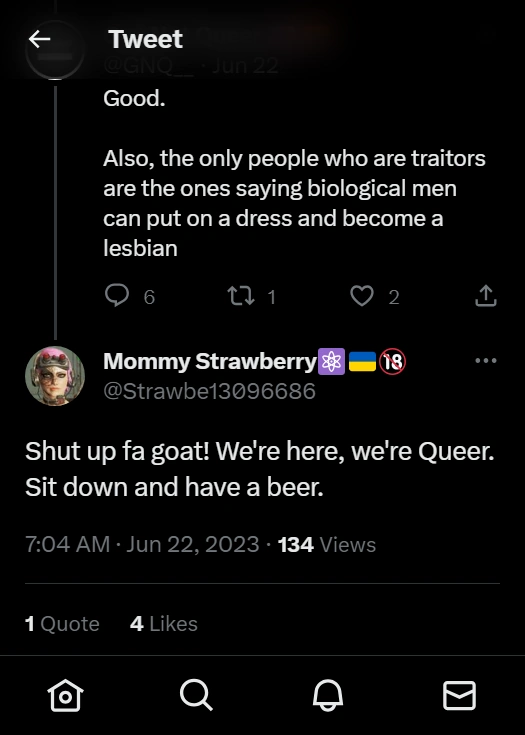 Tweet
@GNQ__ · Jun 22
Good.
Also, the only people who are traitors
are the ones saying biological men
can put on a dress and become a
lesbian
6 1 2
Mommy Strawberry⚛️🇺🇦🔞
@Strawbe13096686
Shut up fa goat! We're here, we're Queer.
Sit down and have a beer.
7:04 AM · Jun 22, 2023 · 134 Views
1 Quote 4 Likes